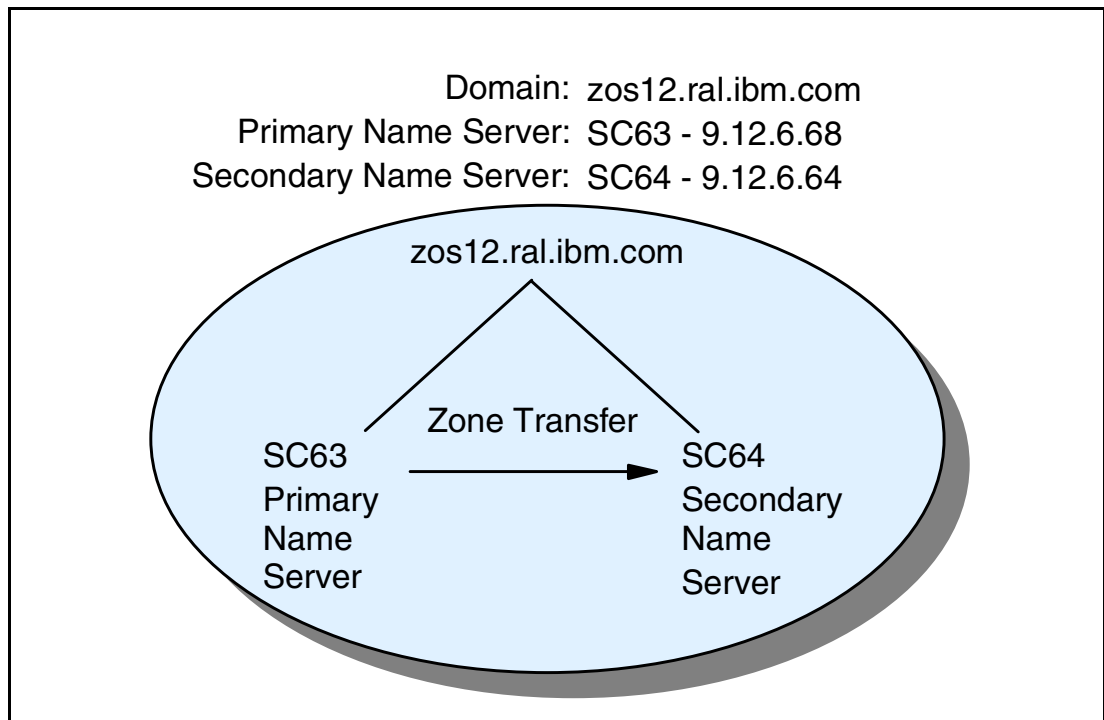 Domain: zos12.ral.ibm.com
Primary Name Server: SC63 - 9.12.6.68
Secondary Name Server: SC64 - 9.12.6.64
zos12.ral.ibm.com
Zone Transfer
SC63
Primary
Name
Server
SC64
Secondary
Name
Server